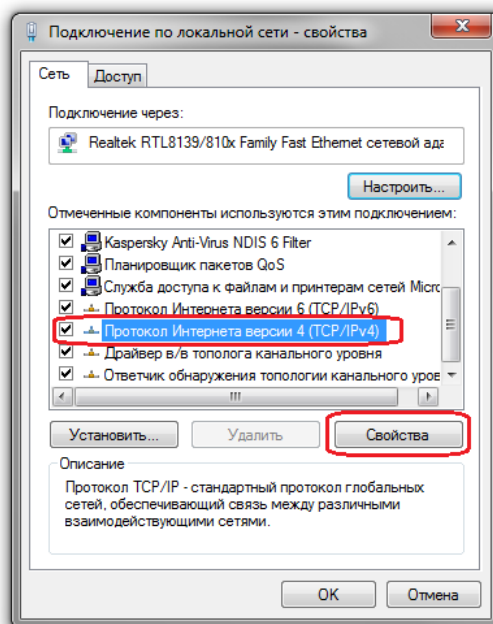 Подключение по локальной сети - свойства
Сеть
Доступ
Подключение через:
Realtek RTL8139/810x Family Fast Ethernet сетевой ада
Настроить...
Отмеченные компоненты используются этим подключением:
Kaspersky Anti-Virus NDIS 6 Filter
Планировщик пакетов QoS
Служба доступа к файлам и принтерам сетей Micro
Протокол Интернета версии 6 (TCP/IPv6)
Протокол Интернета версии 4 (TCP/IPv4)
Драйвер в/в тополога канального уровня
Ответчик обнаружения топологии канального уров
Установить...
Удалить
Свойства
Описание
Протокол TCP/IP - стандартный протокол глобальных
сетей, обеспечивающий связь между различными
взаимодействующими сетями.
OK
Отмена